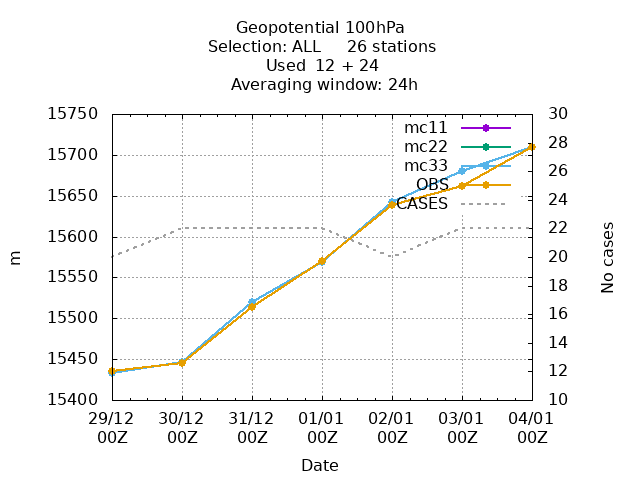 Geopotential 100hPa
Selection: ALL 26 stations
Used 12 + 24
Averaging window: 24h
15750
15700
15650
15600
15550
15500
15450
15400
m
30
28
26
24
22
20
18
16
14
12
10
No cases
mc11
mc22
mc33
OBS
CASES
29/12 30/12 31/12 01/01 02/01 03/01 04/01
00Z 00Z 00Z 00Z 00Z 00Z 00Z
Date